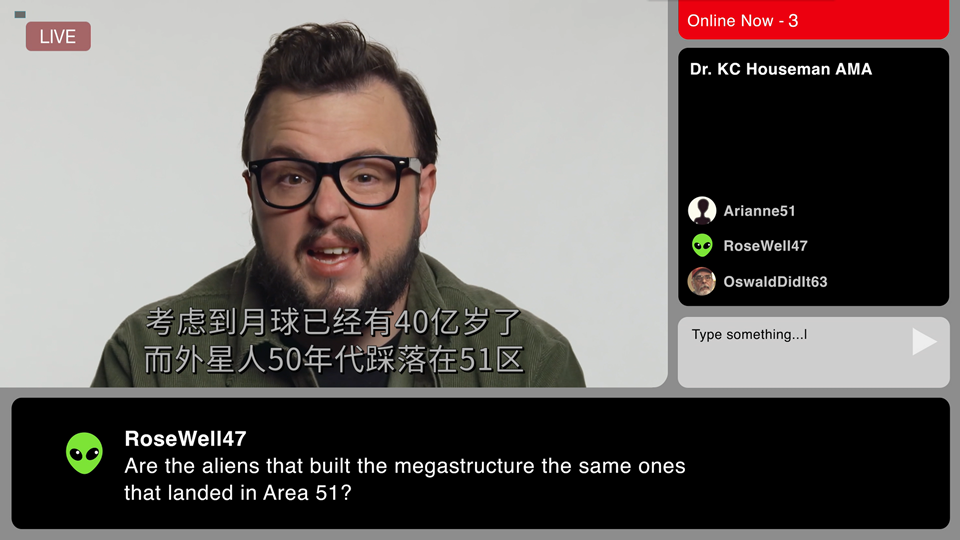 LIVE
Online Now - 3
Dr. KC Houseman AMA
Arianne51
RoseWell47
OswaldDidIt63
Type something...I
考虑到月球已经有40亿岁了
而外星人50年代踩落在51区
RoseWell47
Are the aliens that built the megastructure the same ones
that landed in Area 51?